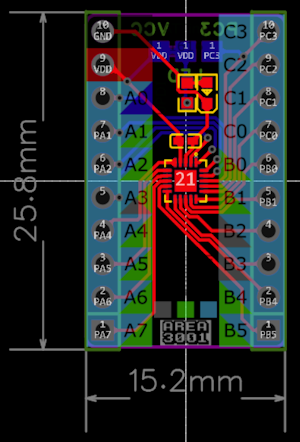 10 GND
VCC
PC3
C3
10 PC3
1 VDD
1 VDD
1 PC3
9 VDD
C2
9 PC2
8
A0
C1
8 PC1
7 PA1
A1
C0
7 PC0
6 PA2
A2
B0
6 PB0
21
5
A3
B1
5 PB1
4 PA4
A4
B2
4
3 PA5
A5
B3
3
2 PA6
A6
B4
2 PB4
1 PA7
A7
AREA
3001
B5
1 PB5
25.8mm
15.2mm